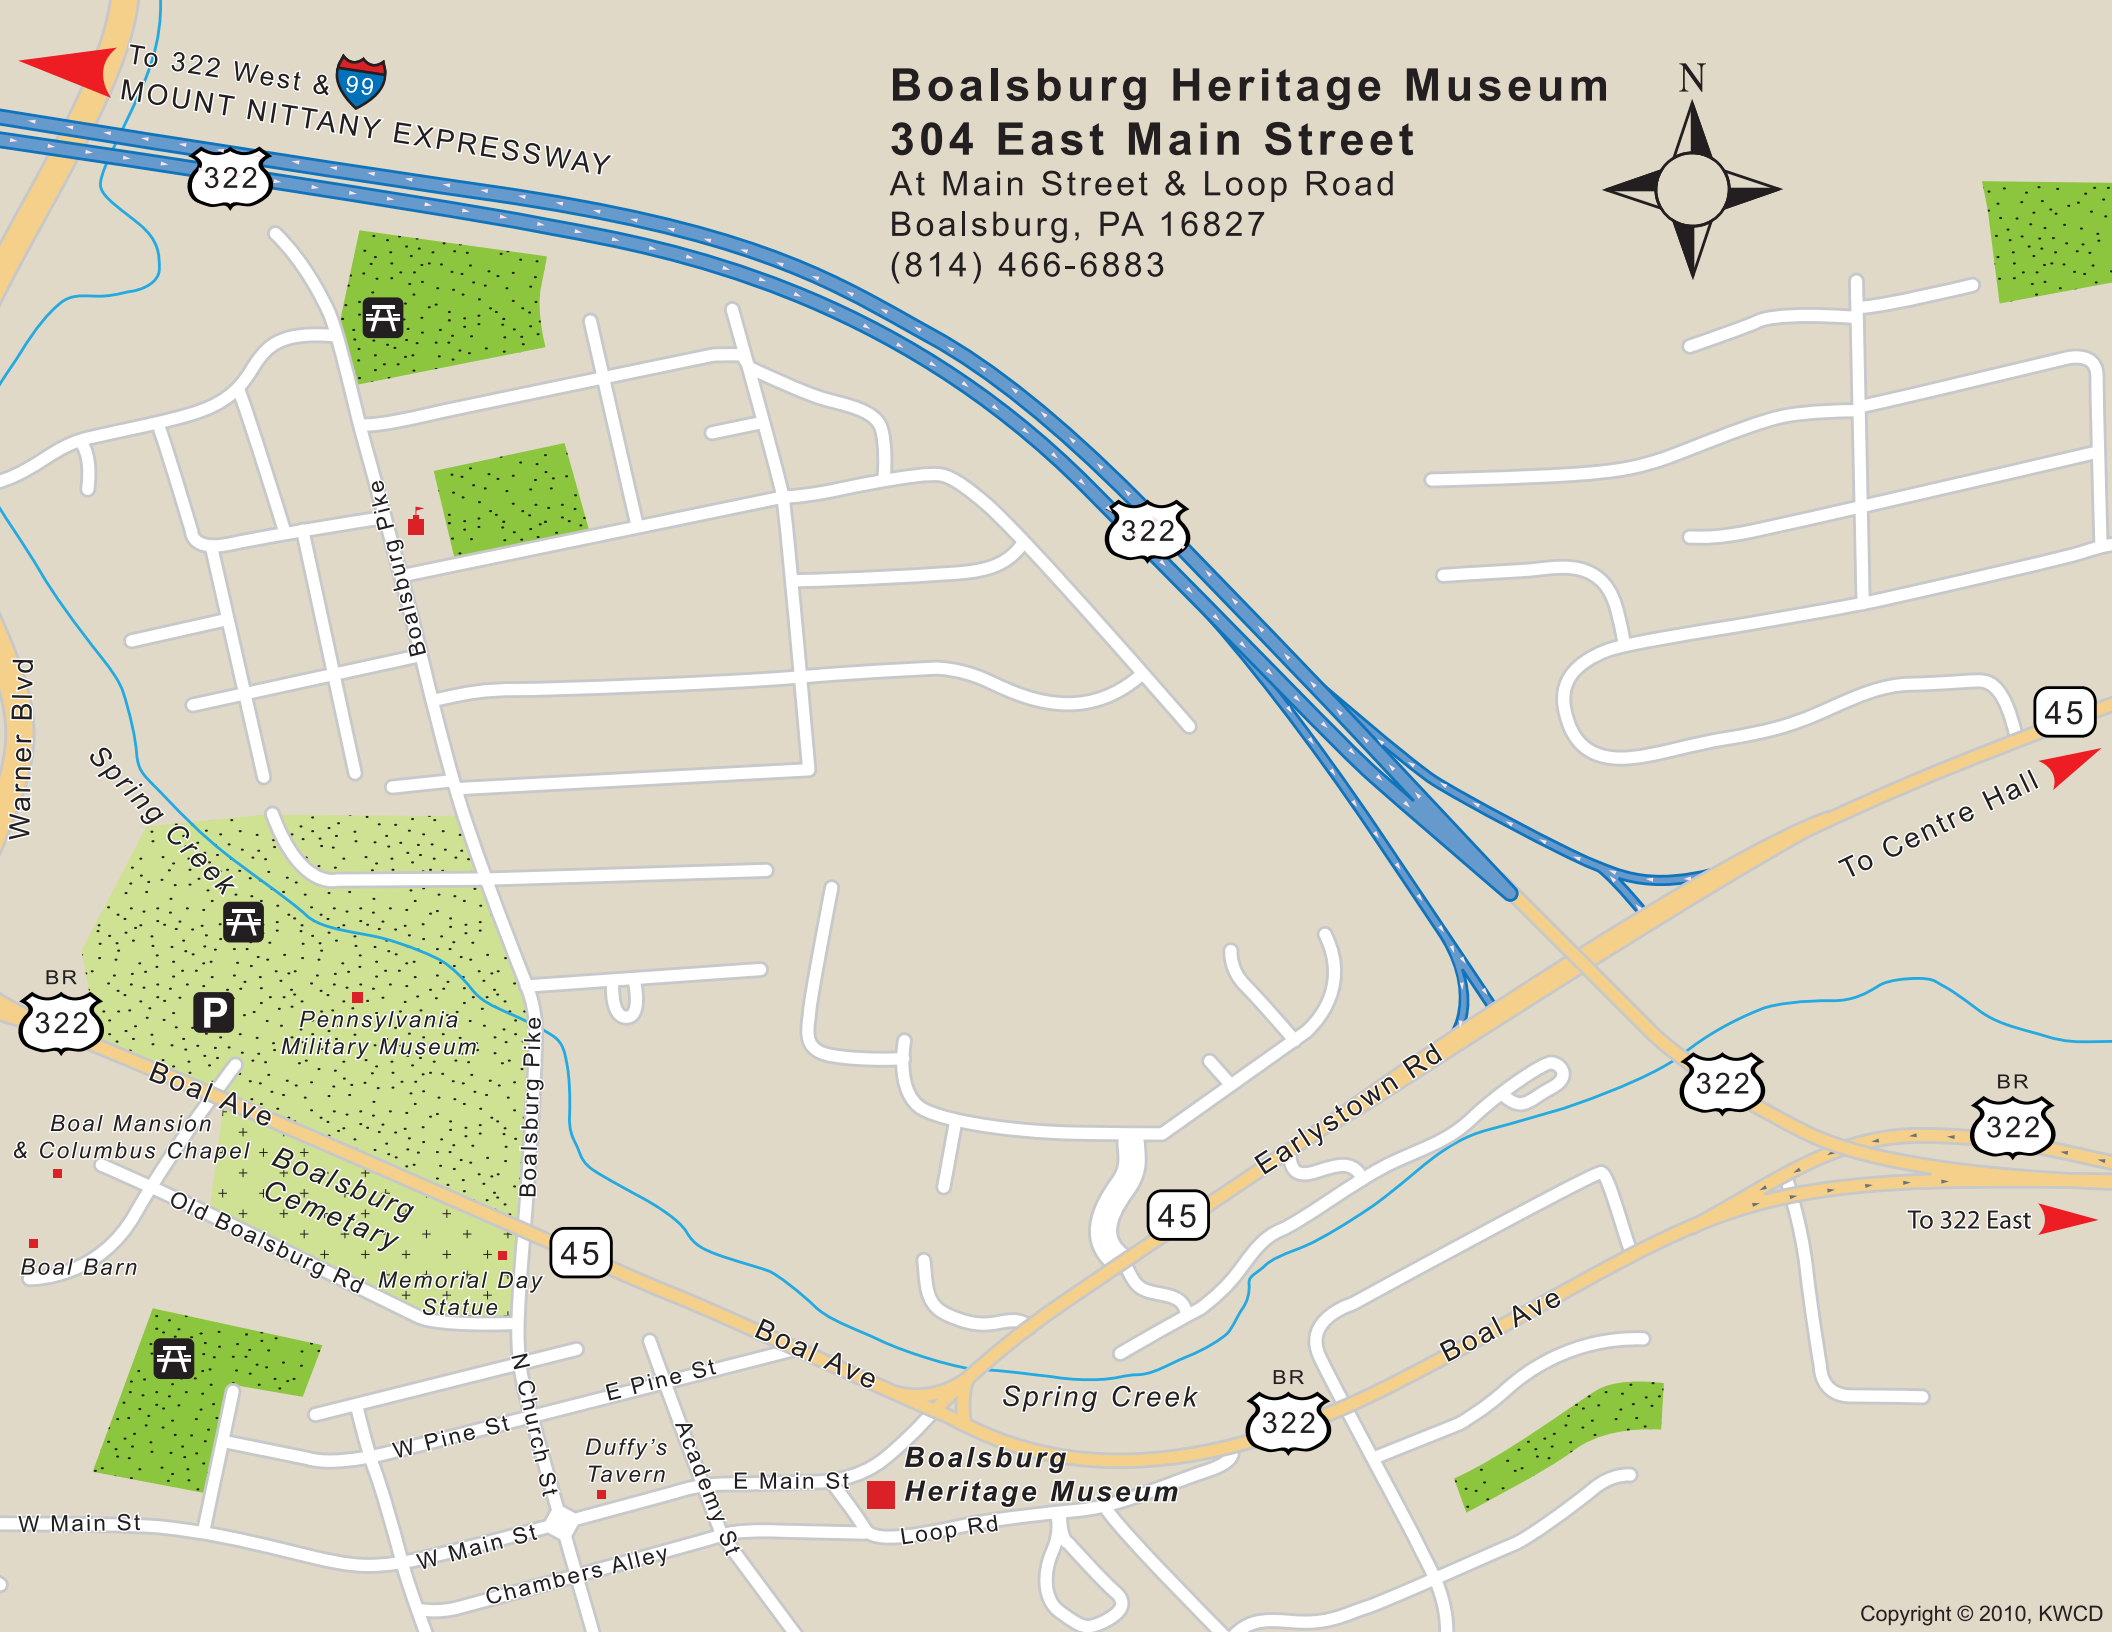 To 322 West &
99
MOUNT NITTANY EXPRESSWAY
322
Boalsburg Heritage Museum
304 East Main Street
At Main Street & Loop Road
Boalsburg, PA 16827
(814) 466-6883
N
322
Boalsburg Pike
Warner Blvd
Spring Creek
45
To Centre Hall
BR
322
P
Pennsylvania
Military Museum
Boalsburg Pike
Boal Ave
Boal Mansion
& Columbus Chapel
Boalsburg
Cemetary
Old Boalsburg Rd
Boal Barn
Memorial Day
Statue
45
Earlystown Rd
45
322
BR
322
To 322 East
Boal Ave
Boal Ave
Spring Creek
BR
322
N Church St
E Pine St
W Pine St
Academy St
Duffy's
Tavern
E Main St
Boalsburg
Heritage Museum
W Main St
W Main St
Loop Rd
Chambers Alley
Copyright © 2010, KWCD